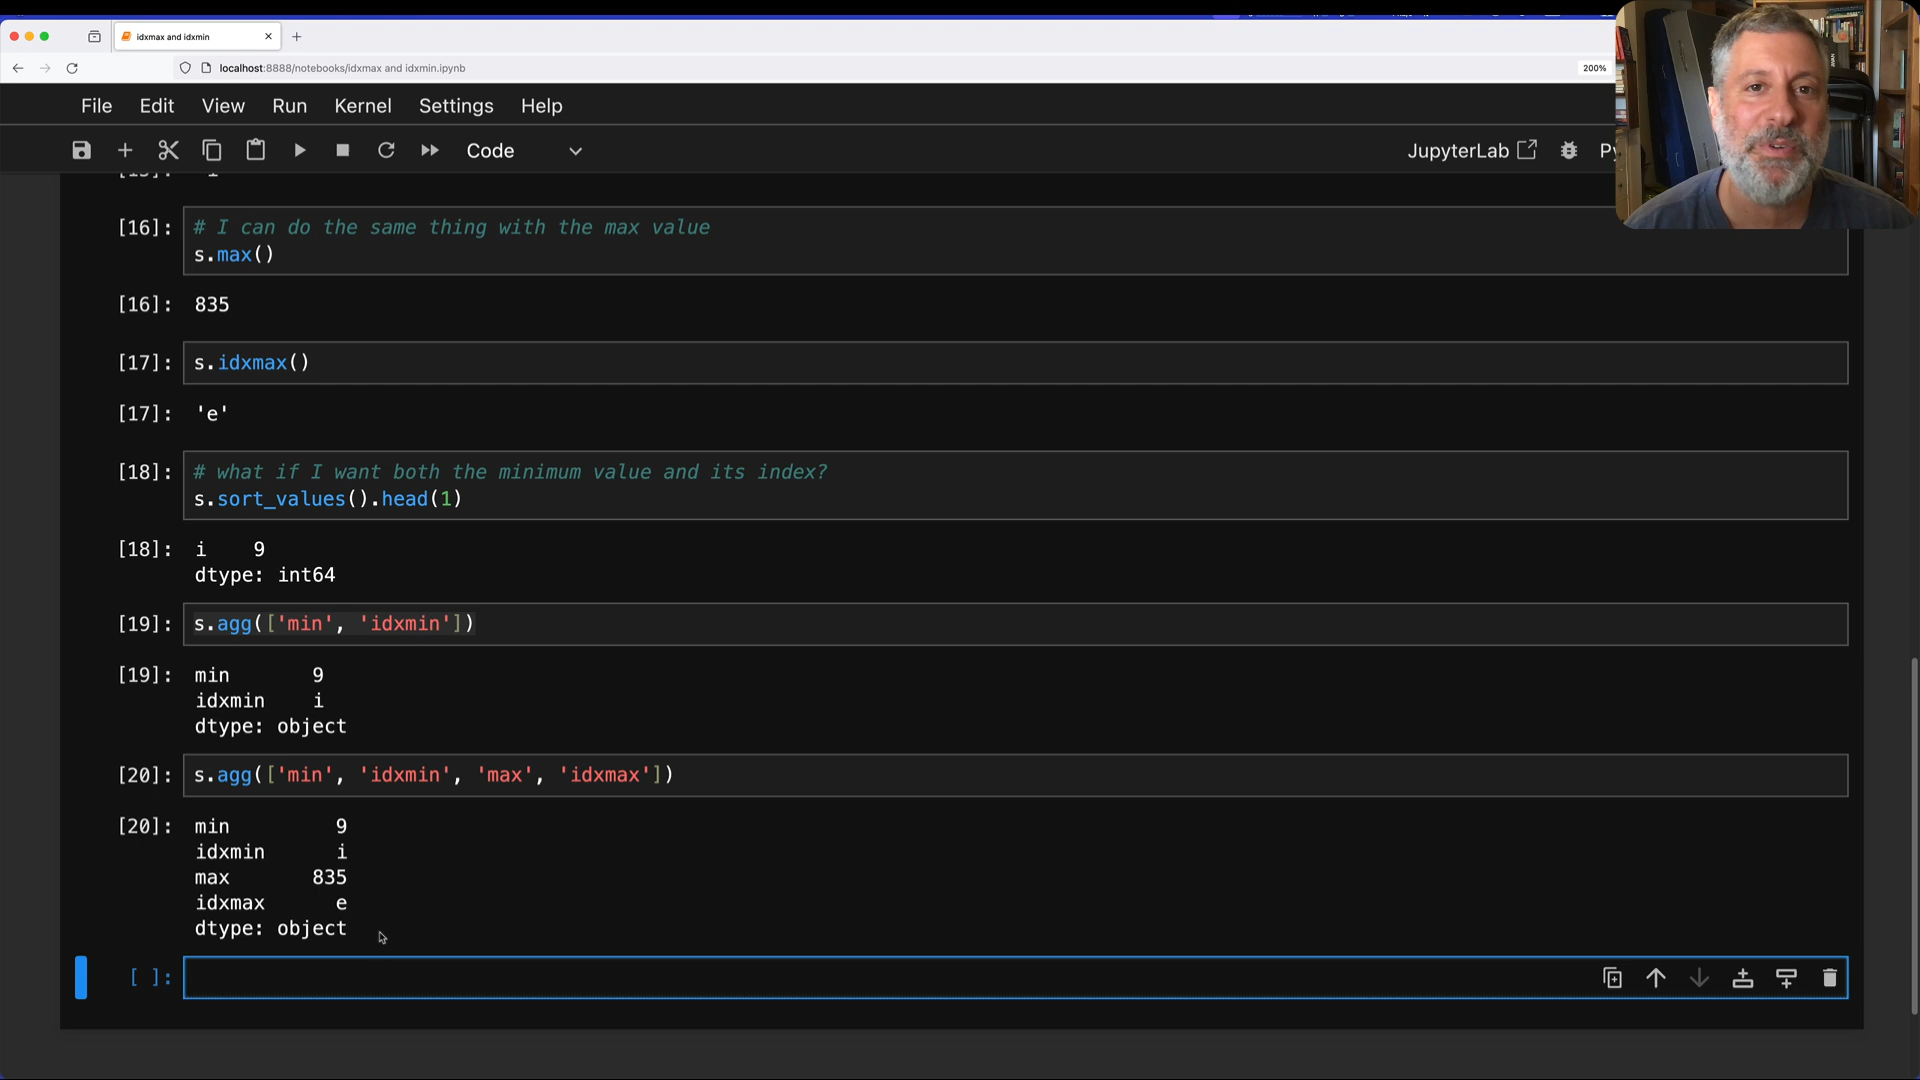 idxmax and idxmin
localhost:8888/notebooks/idxmax and idxmin.ipynb
200%
File Edit View Run Kernel Settings Help
Code
JupyterLab
[16]: # I can do the same thing with the max value
s.max()
[16]: 835
[17]: s.idxmax()
[17]: 'e'
[18]: # what if I want both the minimum value and its index?
s.sort_values().head(1)
[18]: i 9
dtype: int64
[19]: s.agg(['min', 'idxmin'])
[19]: min 9
idxmin i
dtype: object
[20]: s.agg(['min', 'idxmin', 'max', 'idxmax'])
[20]: min 9
idxmin i
max 835
idxmax e
dtype: object
[ ]: